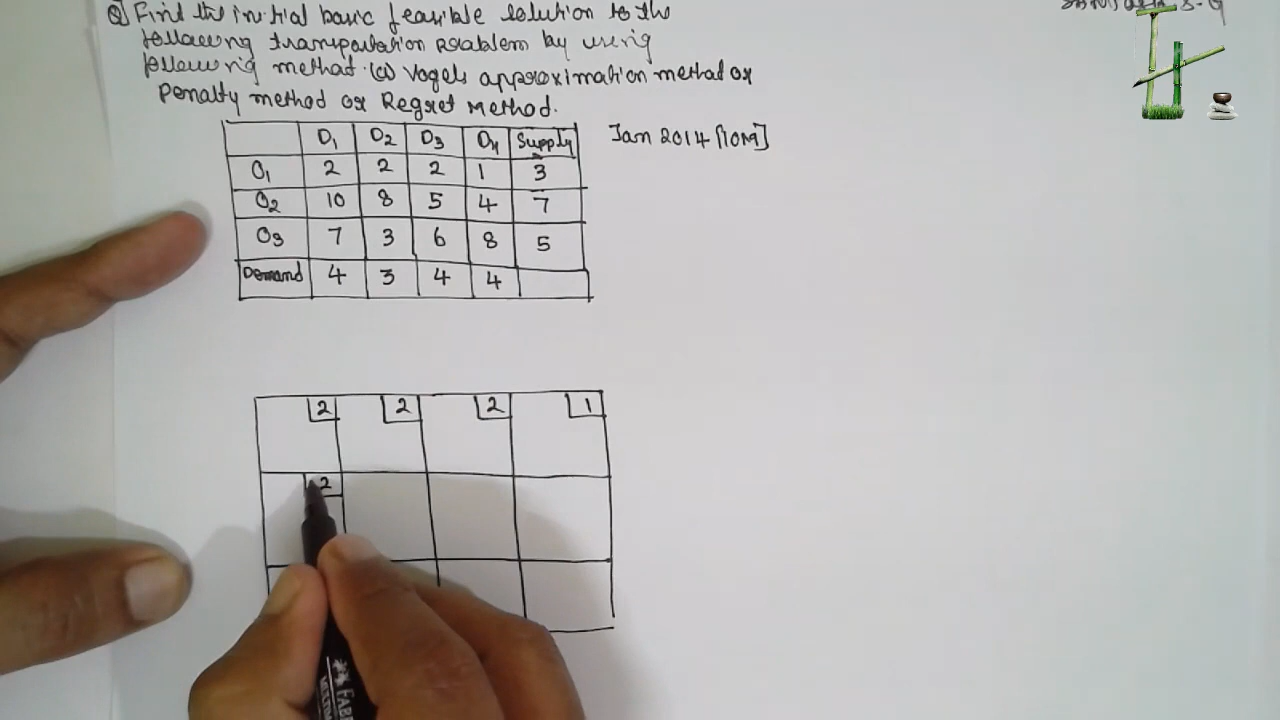 Q) Find the initial basic feasible solution to the
following transportation problem by using
following method. (a) Vogels approximation method or
Penalty method or Regret Method.
Jan 2014 [10M]
D1 D2 D3 D4 Supply
O1 2 2 2 1 3
O2 10 8 5 4 7
O3 7 3 6 8 5
Demand 4 3 4 4
2 2 2 1
2